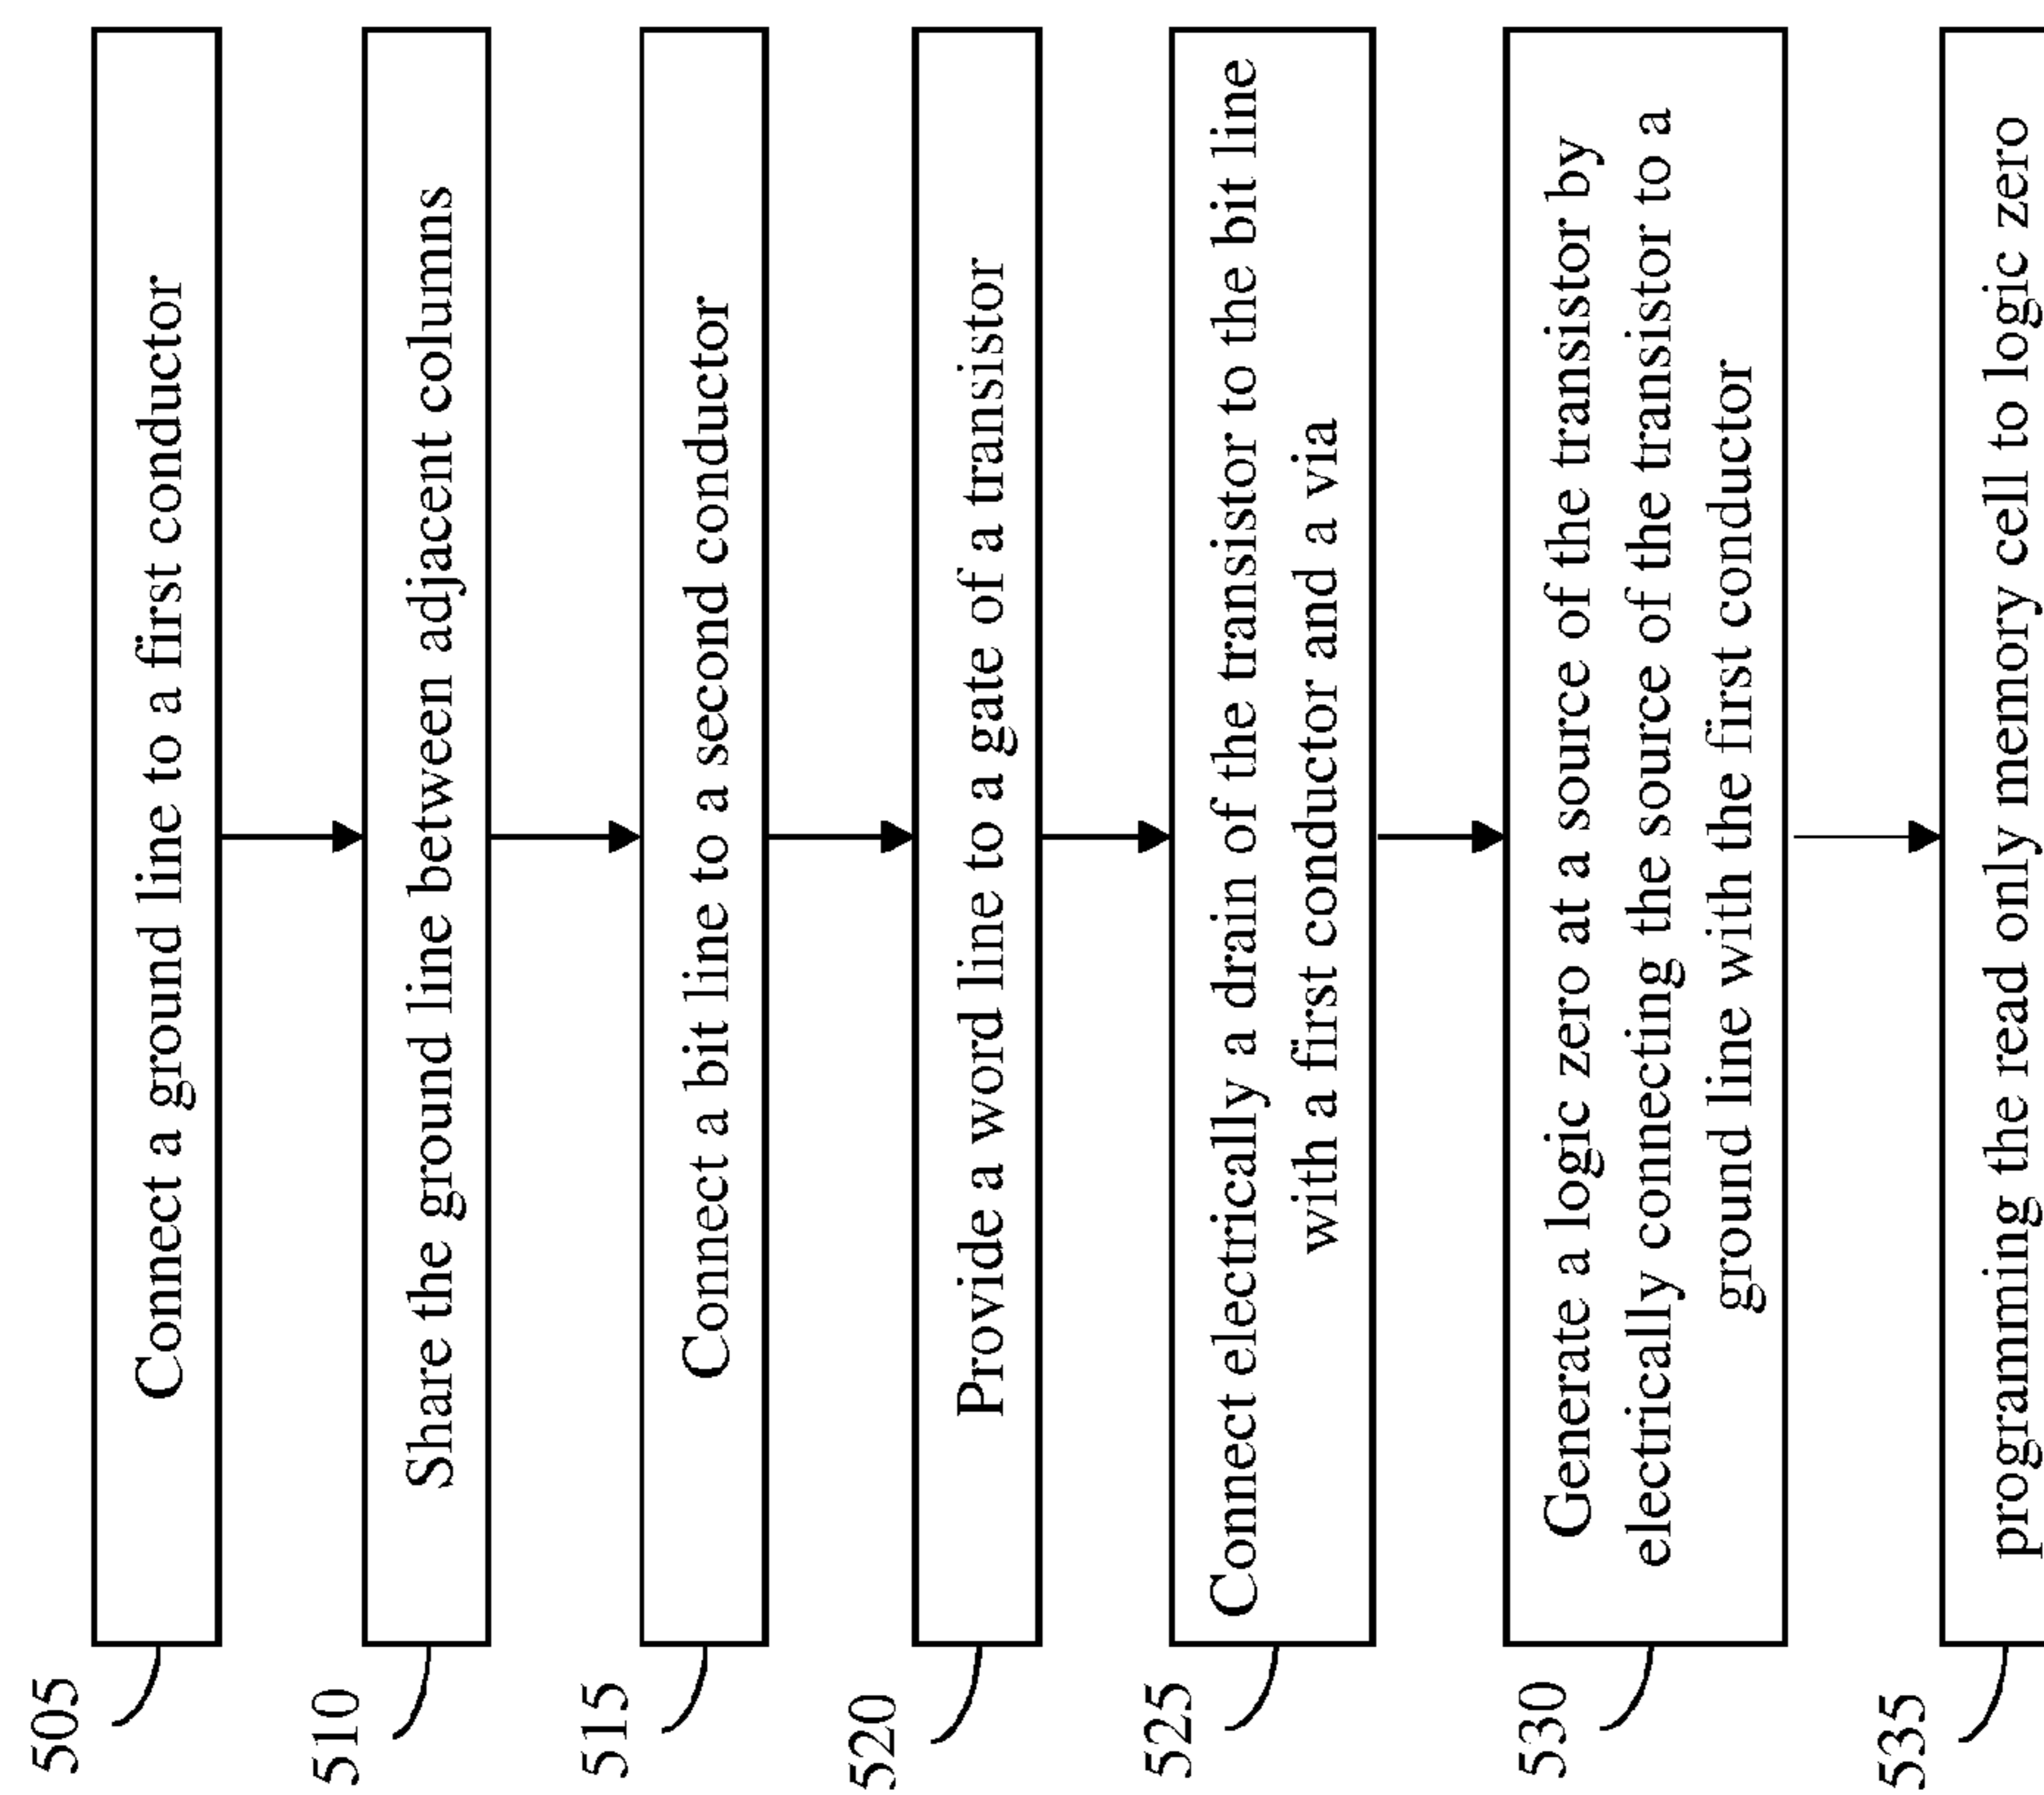 505
Connect a ground line to a first conductor
510
Share the ground line between adjacent columns
515
Connect a bit line to a second conductor
520
Provide a word line to a gate of a transistor
525
Connect electrically a drain of the transistor to the bit line
with a first conductor and a via
530
Generate a logic zero at a source of the transistor by
electrically connecting the source of the transistor to a
ground line with the first conductor
535
programming the read only memory cell to logic zero